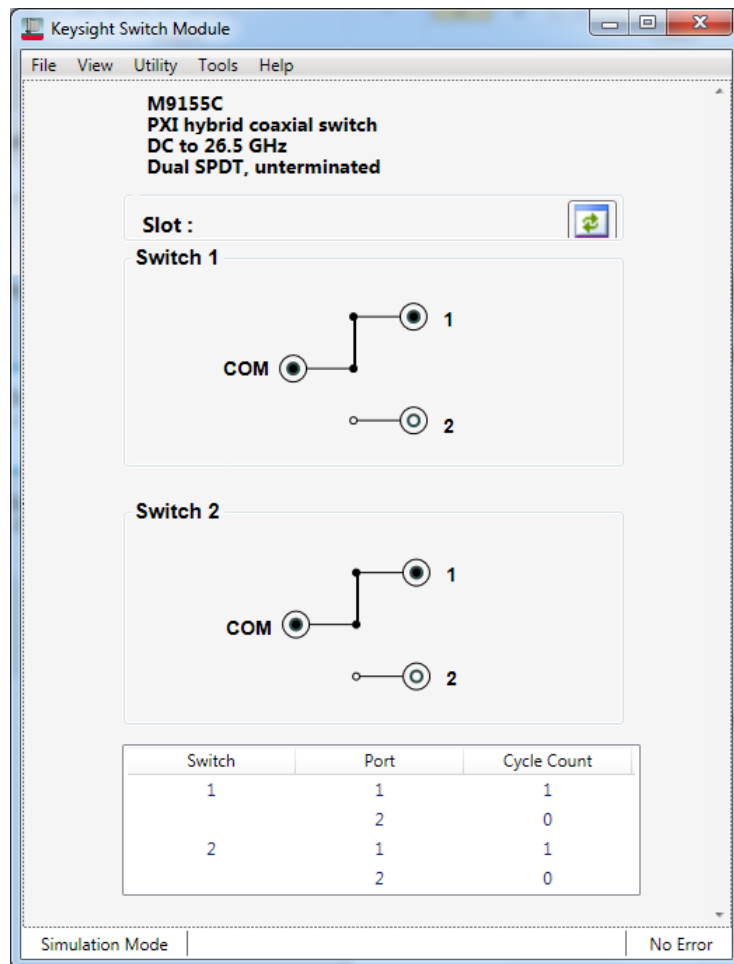 Keysight Switch Module
File View Utility Tools Help
M9155C
PXI hybrid coaxial switch
DC to 26.5 GHz
Dual SPDT, unterminated
Slot :
Switch 1
1
COM
2
Switch 2
1
COM
2
Switch Port Cycle Count
1 1 1
2 0
2 1 1
2 0
Simulation Mode No Error